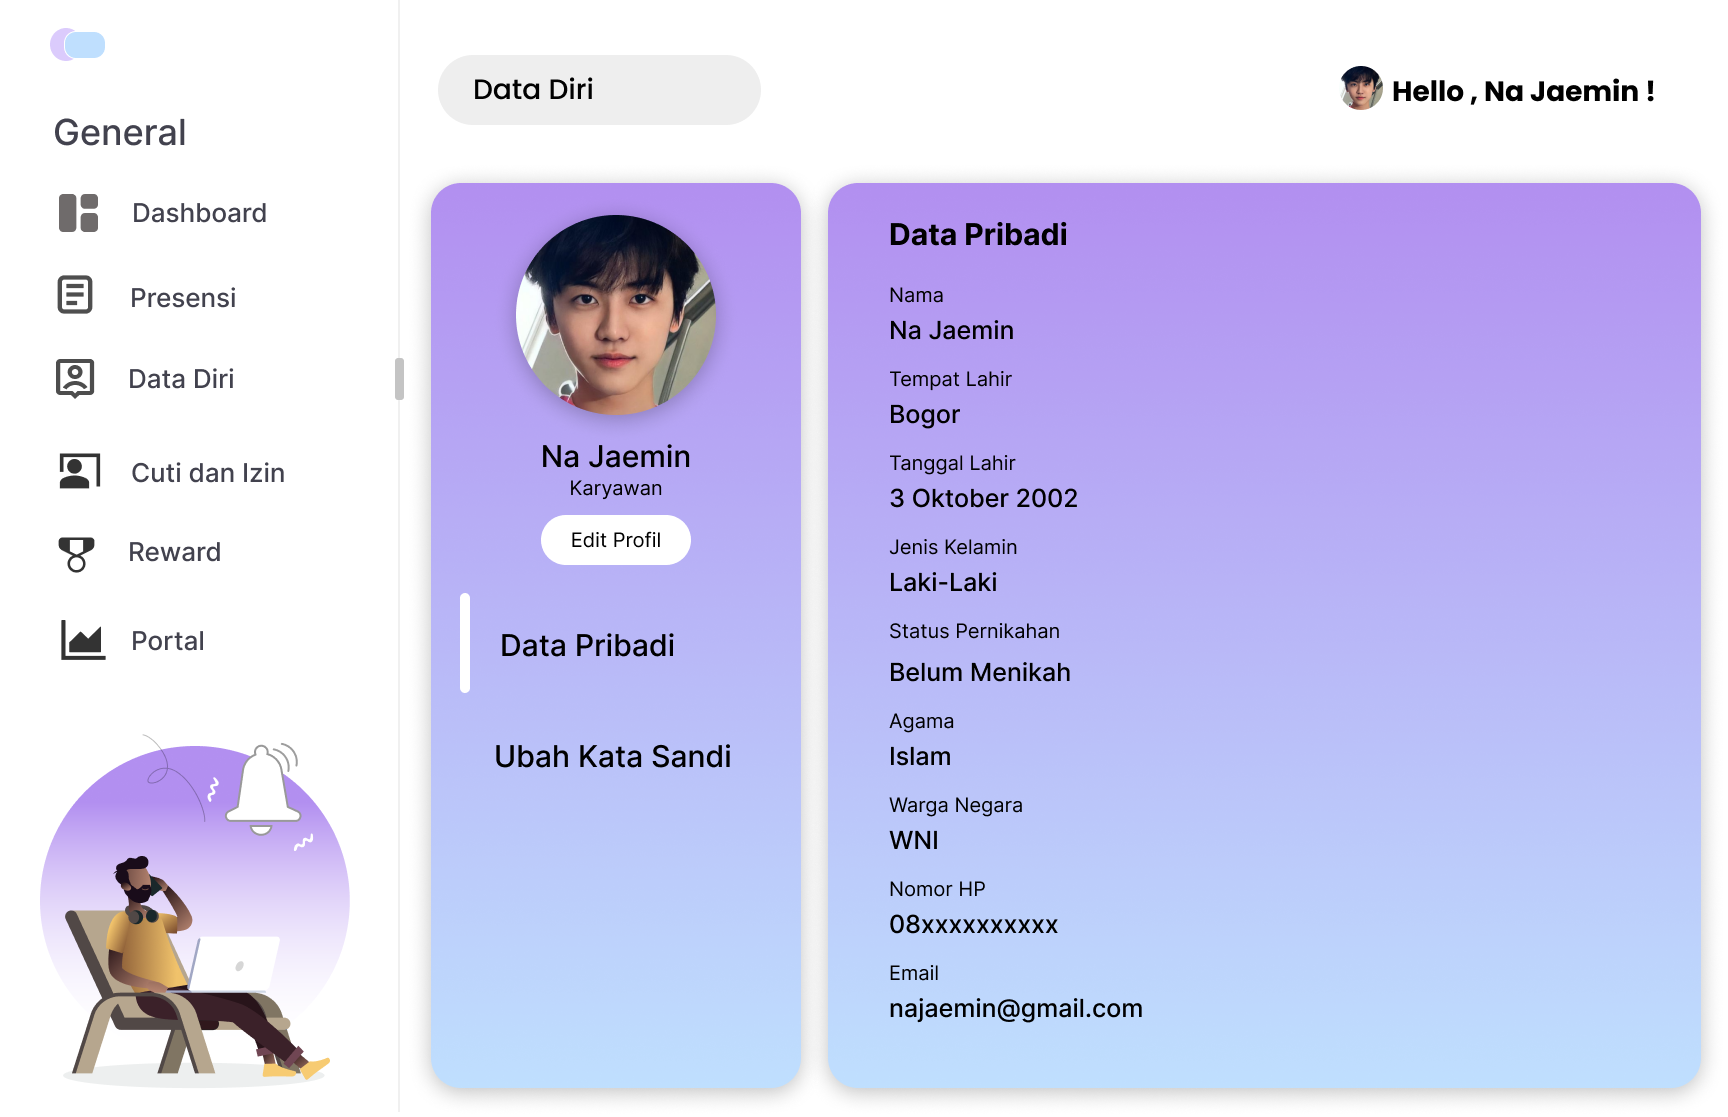 General
Dashboard
Presensi
Data Diri
Cuti dan Izin
Reward
Portal
Data Diri
Hello , Na Jaemin !
Na Jaemin
Karyawan
Edit Profil
Data Pribadi
Ubah Kata Sandi
Data Pribadi
Nama
Na Jaemin
Tempat Lahir
Bogor
Tanggal Lahir
3 Oktober 2002
Jenis Kelamin
Laki-Laki
Status Pernikahan
Belum Menikah
Agama
Islam
Warga Negara
WNI
Nomor HP
08xxxxxxxxxx
Email
najaemin@gmail.com